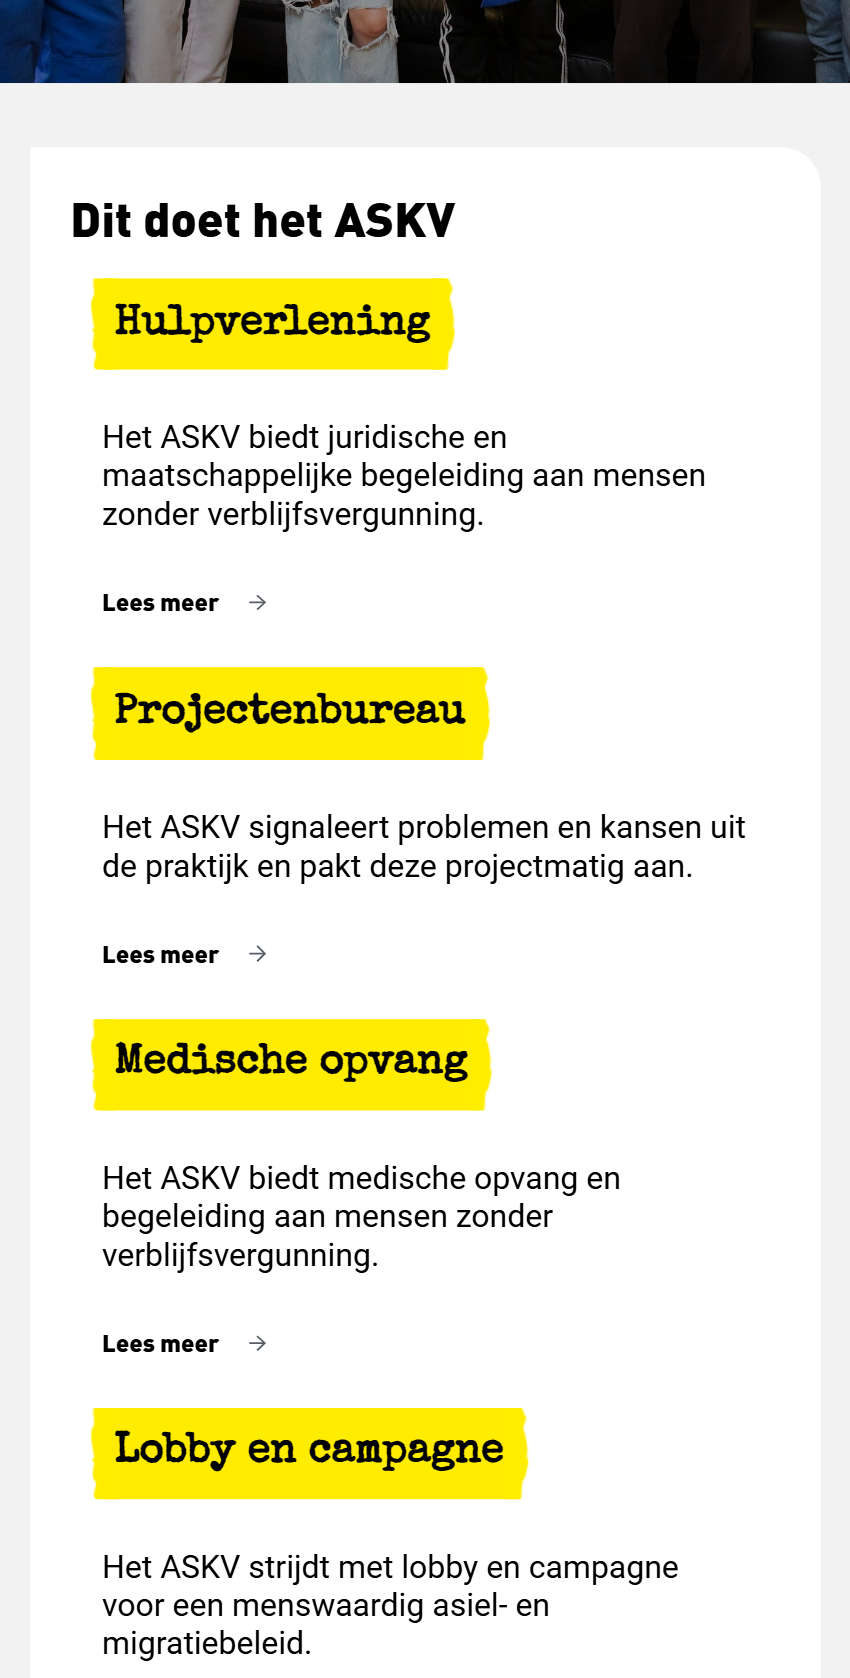 Dit doet het ASKV
Hulpverlening
Het ASKV biedt juridische en
maatschappelijke begeleiding aan mensen
zonder verblijfsvergunning.
Lees meer
Projectenbureau
Het ASKV signaleert problemen en kansen uit
de praktijk en pakt deze projectmatig aan.
Lees meer
Medische opvang
Het ASKV biedt medische opvang en
begeleiding aan mensen zonder
verblijfsvergunning.
Lees meer
Lobby en campagne
Het ASKV strijdt met lobby en campagne
voor een menswaardig asiel- en
migratiebeleid.